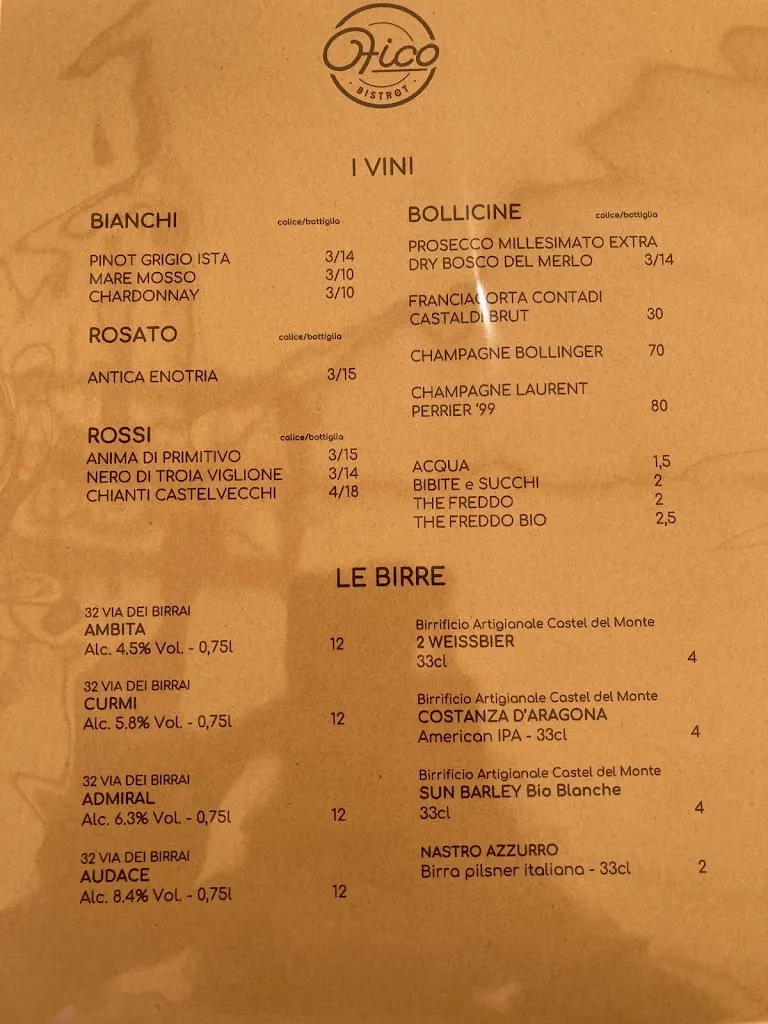 Ofico
- BISTROT -
I VINI
BIANCHI calice/bottiglia
PINOT GRIGIO ISTA 3/14
MARE MOSSO 3/10
CHARDONNAY 3/10
ROSATO calice/bottiglia
ANTICA ENOTRIA 3/15
ROSSI calice/bottiglia
ANIMA DI PRIMITIVO 3/15
NERO DI TROIA VIGLIONE 3/14
CHIANTI CASTELVECCHI 4/18
BOLLICINE calice/bottiglia
PROSECCO MILLESIMATO EXTRA
DRY BOSCO DEL MERLO 3/14
FRANCIACORTA CONTADI
CASTALDI BRUT 30
CHAMPAGNE BOLLINGER 70
CHAMPAGNE LAURENT
PERRIER '99 80
ACQUA 1,5
BIBITE e SUCCHI 2
THE FREDDO 2
THE FREDDO BIO 2,5
LE BIRRE
32 VIA DEI BIRRAI
AMBITA
Alc. 4.5% Vol. - 0,75l 12
32 VIA DEI BIRRAI
CURMI
Alc. 5.8% Vol. - 0,75l 12
32 VIA DEI BIRRAI
ADMIRAL
Alc. 6.3% Vol. - 0,75l 12
32 VIA DEI BIRRAI
AUDACE
Alc. 8.4% Vol. - 0,75l 12
Birrificio Artigianale Castel del Monte
2 WEISSBIER
33cl 4
Birrificio Artigianale Castel del Monte
COSTANZA D'ARAGONA
American IPA - 33cl 4
Birrificio Artigianale Castel del Monte
SUN BARLEY Bio Blanche
33cl 4
NASTRO AZZURRO
Birra pilsner italiana - 33cl 2